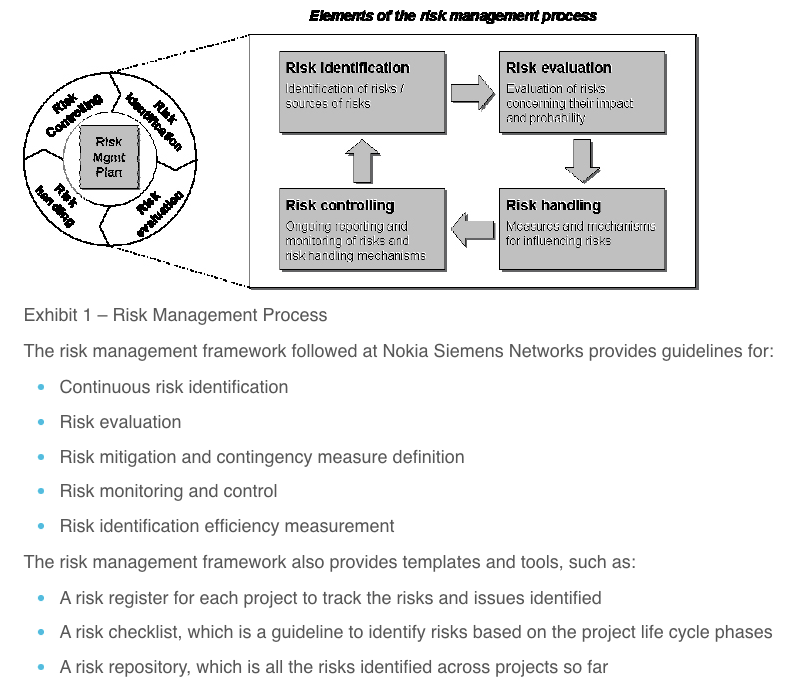 Elements of the risk management process
Risk Controlling
Risk Identification
Risk handling
Risk evaluation
Risk
Mgmt
Plan
Risk identification
Identification of risks /
sources of risks
Risk evaluation
Evaluation of risks
concerning their impact
and probability
Risk controlling
Ongoing reporting and
monitoring of risks and
risk handling mechanisms
Risk handling
Measures and mechanisms
for influencing risks
Exhibit 1 – Risk Management Process
The risk management framework followed at Nokia Siemens Networks provides guidelines for:
• Continuous risk identification
• Risk evaluation
• Risk mitigation and contingency measure definition
• Risk monitoring and control
• Risk identification efficiency measurement
The risk management framework also provides templates and tools, such as:
• A risk register for each project to track the risks and issues identified
• A risk checklist, which is a guideline to identify risks based on the project life cycle phases
• A risk repository, which is all the risks identified across projects so far